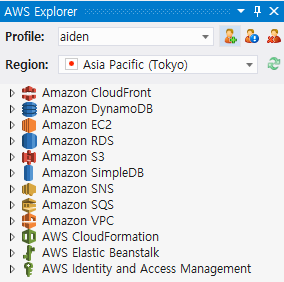 AWS Explorer
Profile: aiden
Region: Asia Pacific (Tokyo)
Amazon CloudFront
Amazon DynamoDB
Amazon EC2
Amazon RDS
Amazon S3
Amazon SimpleDB
Amazon SNS
Amazon SQS
Amazon VPC
AWS CloudFormation
AWS Elastic Beanstalk
AWS Identity and Access Management